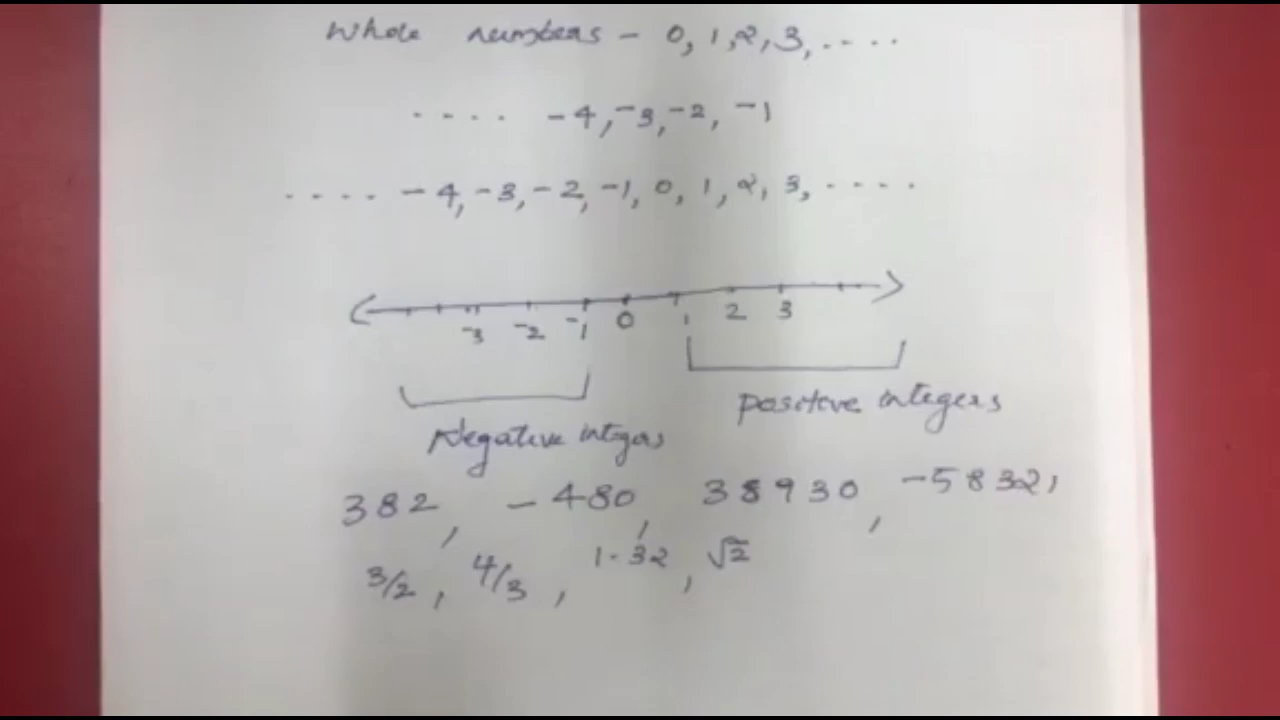 Whole numbers - 0, 1, 2, 3, ....
.... -4, -3, -2, -1
.... -4, -3, -2, -1, 0, 1, 2, 3, ....
-3 -2 -1 0 1 2 3
Positive integers
Negative integers
382, -480, 38930, -58321
3/2, 4/3, 1.32, √2